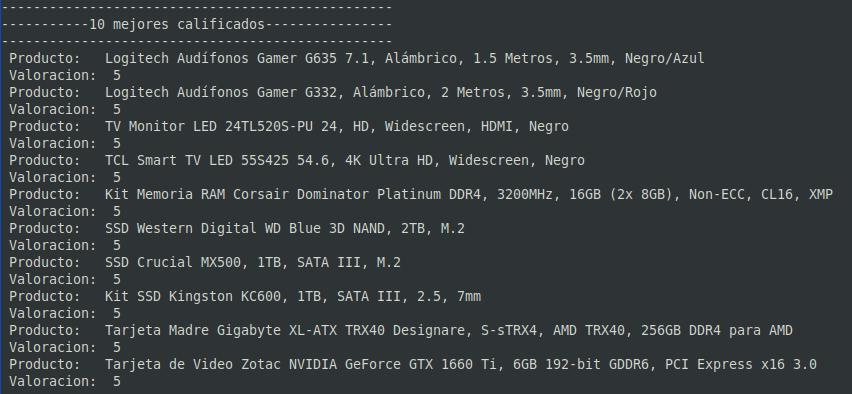 -------------------------------------------------
-----------10 mejores calificados----------------
-------------------------------------------------
Producto:   Logitech Audífonos Gamer G635 7.1, Alámbrico, 1.5 Metros, 3.5mm, Negro/Azul
Valoracion:  5
Producto:   Logitech Audífonos Gamer G332, Alámbrico, 2 Metros, 3.5mm, Negro/Rojo
Valoracion:  5
Producto:   TV Monitor LED 24TL520S-PU 24, HD, Widescreen, HDMI, Negro
Valoracion:  5
Producto:   TCL Smart TV LED 55S425 54.6, 4K Ultra HD, Widescreen, Negro
Valoracion:  5
Producto:   Kit Memoria RAM Corsair Dominator Platinum DDR4, 3200MHz, 16GB (2x 8GB), Non-ECC, CL16, XMP
Valoracion:  5
Producto:   SSD Western Digital WD Blue 3D NAND, 2TB, M.2
Valoracion:  5
Producto:   SSD Crucial MX500, 1TB, SATA III, M.2
Valoracion:  5
Producto:   Kit SSD Kingston KC600, 1TB, SATA III, 2.5, 7mm
Valoracion:  5
Producto:   Tarjeta Madre Gigabyte XL-ATX TRX40 Designare, S-sTRX4, AMD TRX40, 256GB DDR4 para AMD
Valoracion:  5
Producto:   Tarjeta de Video Zotac NVIDIA GeForce GTX 1660 Ti, 6GB 192-bit GDDR6, PCI Express x16 3.0
Valoracion:  5